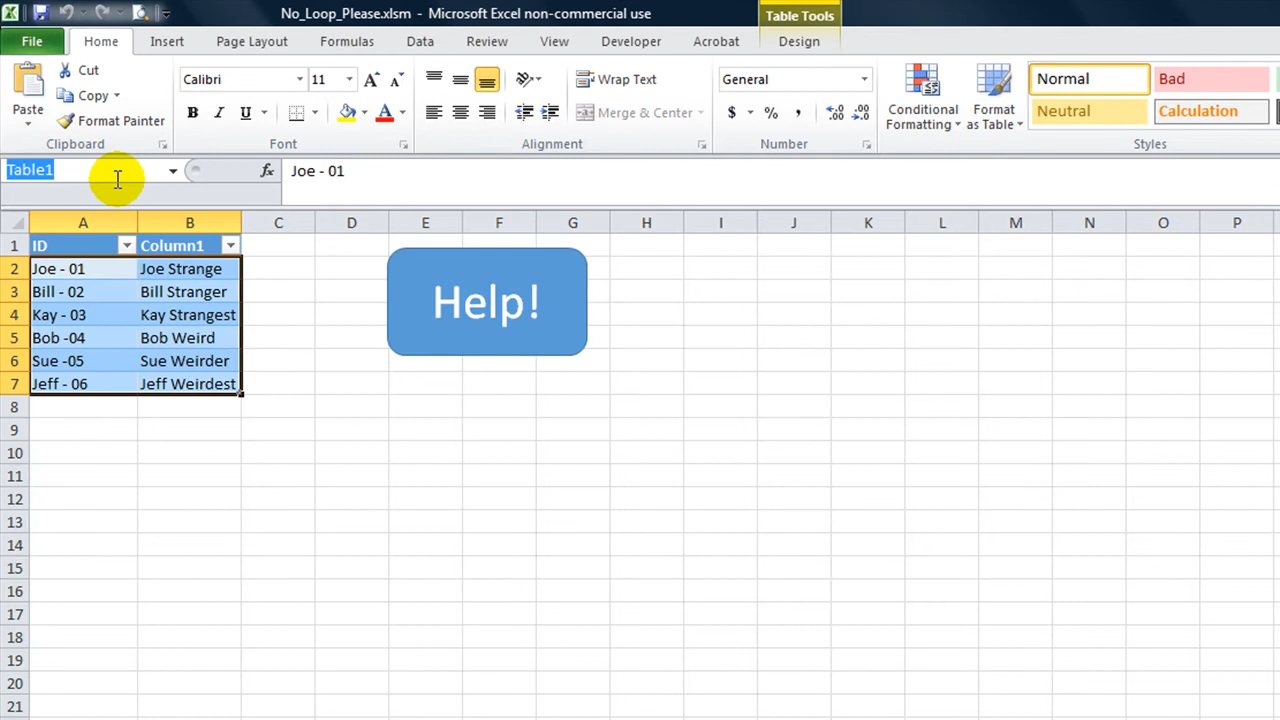 No_Loop_Please.xlsm - Microsoft Excel non-commercial use
Table Tools
File Home Insert Page Layout Formulas Data Review View Developer Acrobat Design
Paste
Cut
Copy
Format Painter
Clipboard
Calibri 11
B I U
A A
A
Font
Wrap Text
Merge & Center
Alignment
General
$ % ,
.00 .0
Number
Conditional Formatting
Format as Table
Normal Bad
Neutral Calculation
Styles
Table1 fx Joe - 01
A B C D E F G H I J K L M N O P
1 ID Column1
2 Joe - 01 Joe Strange
3 Bill - 02 Bill Stranger
4 Kay - 03 Kay Strangest
5 Bob -04 Bob Weird
6 Sue -05 Sue Weirder
7 Jeff - 06 Jeff Weirdest
Help!
8
9
10
11
12
13
14
15
16
17
18
19
20
21